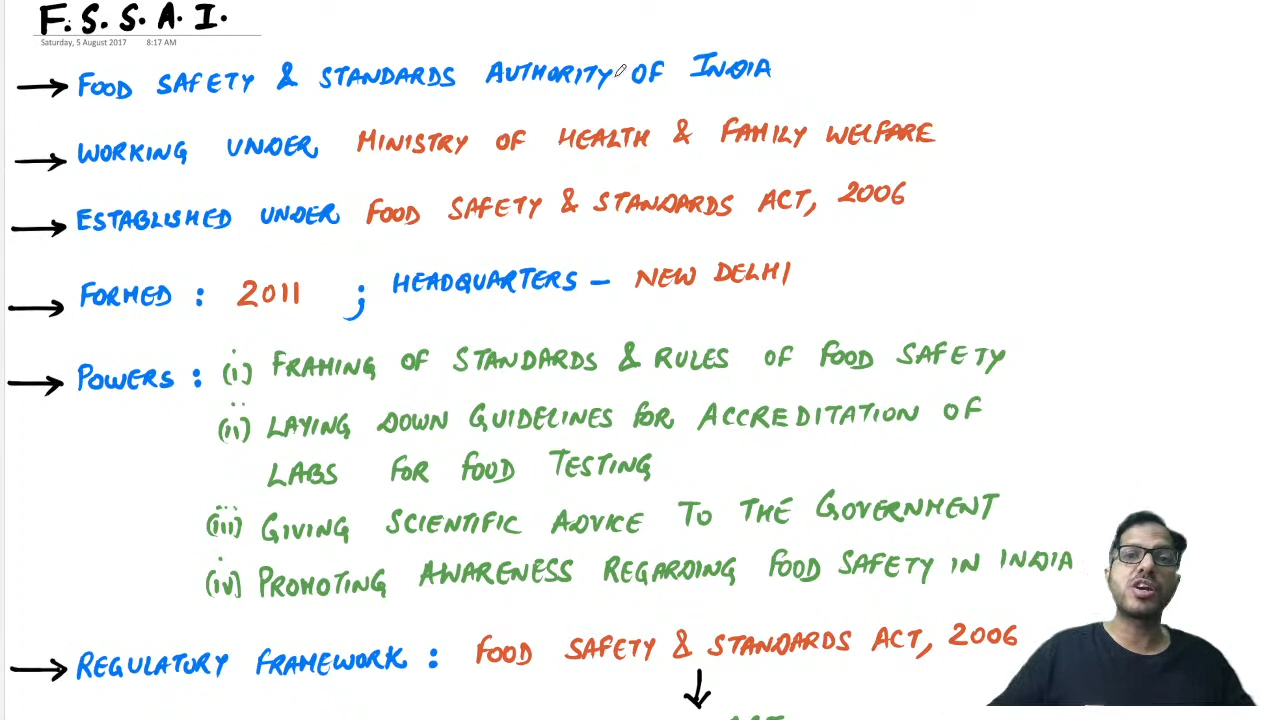 F.S.S.A.I.
Saturday, 5 August 2017 8:17 AM
→ FOOD SAFETY & STANDARDS AUTHORITY OF INDIA
→ WORKING UNDER MINISTRY OF HEALTH & FAMILY WELFARE
→ ESTABLISHED UNDER FOOD SAFETY & STANDARDS ACT, 2006
→ FORMED : 2011 ; HEADQUARTERS – NEW DELHI
→ POWERS : (i) FRAMING OF STANDARDS & RULES OF FOOD SAFETY
(ii) LAYING DOWN GUIDELINES FOR ACCREDITATION OF
LABS FOR FOOD TESTING
(iii) GIVING SCIENTIFIC ADVICE TO THE GOVERNMENT
(iv) PROMOTING AWARENESS REGARDING FOOD SAFETY IN INDIA
→ REGULATORY FRAMEWORK : FOOD SAFETY & STANDARDS ACT, 2006